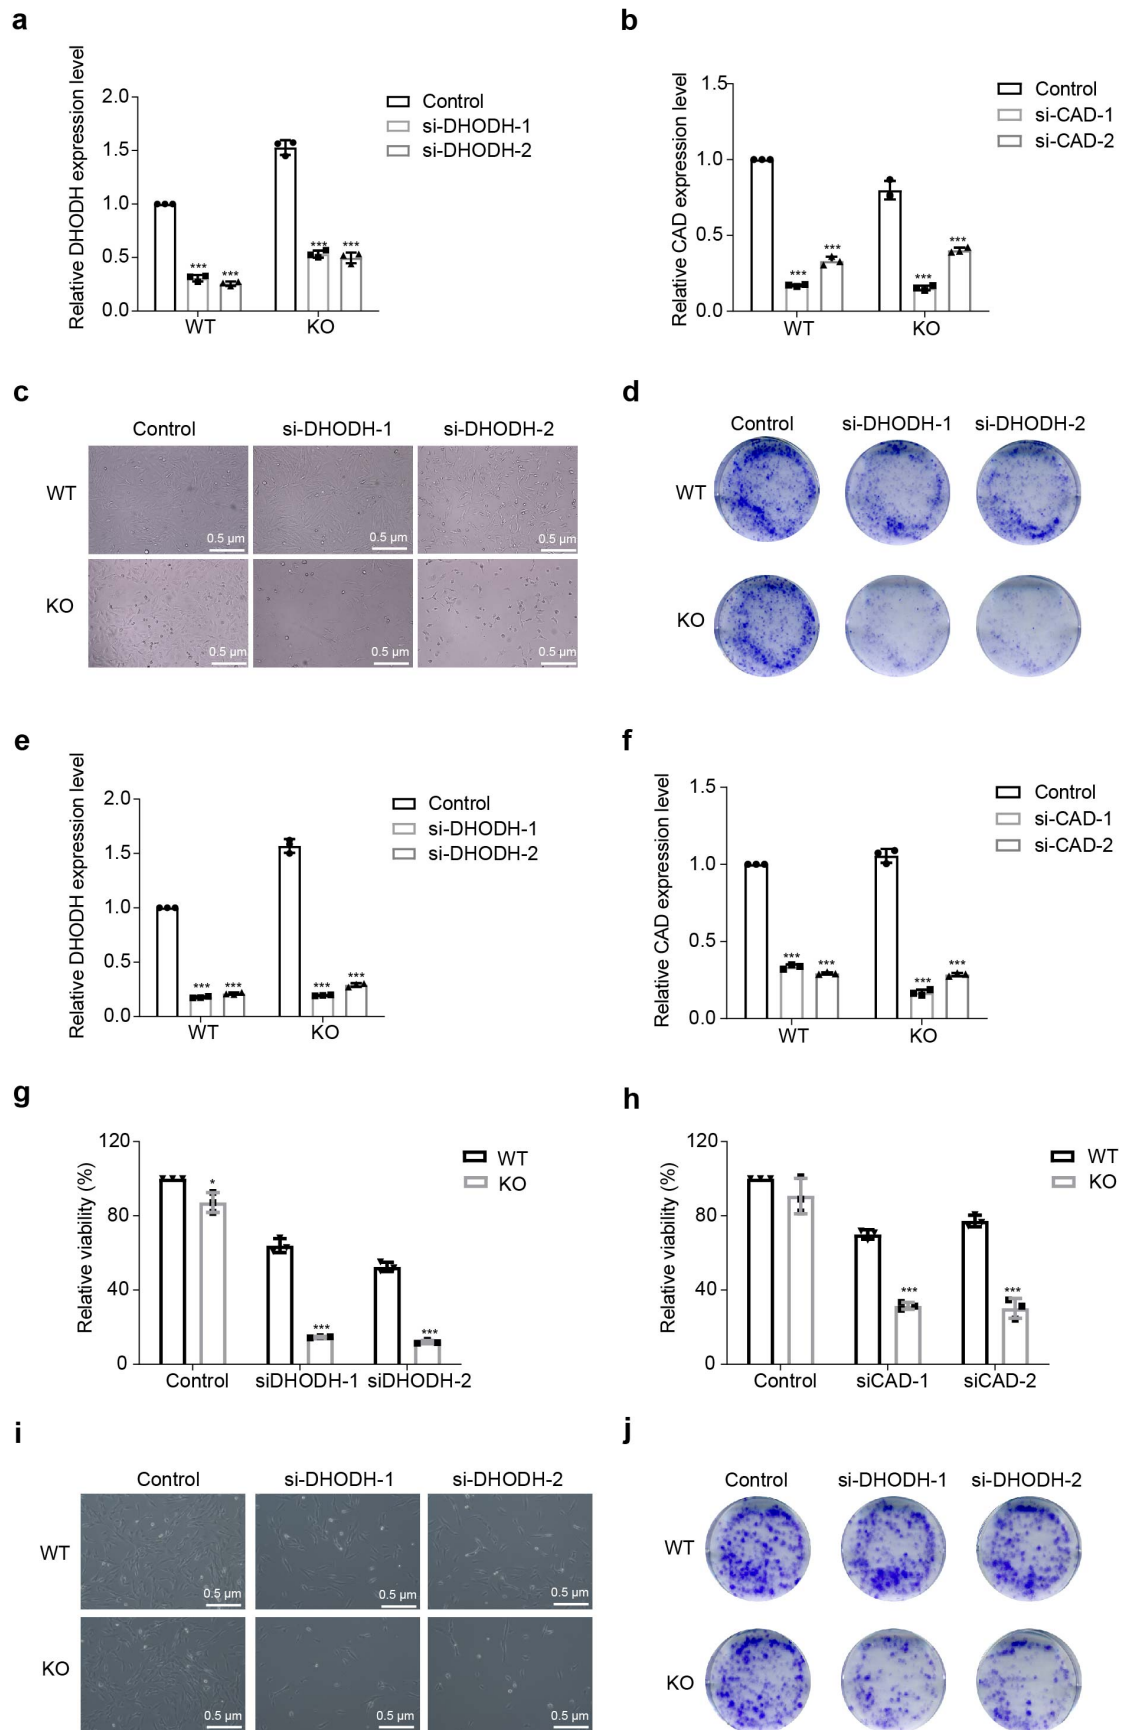 a
Relative DHODH expression level
2.0
1.5
1.0
0.5
0.0
***
***
***
***
WT
KO
Control
si-DHODH-1
si-DHODH-2
b
Relative CAD expression level
1.5
1.0
0.5
0.0
***
***
***
***
WT
KO
Control
si-CAD-1
si-CAD-2
c
Control
si-DHODH-1
si-DHODH-2
WT
0.5 µm
0.5 µm
0.5 µm
KO
0.5 µm
0.5 µm
0.5 µm
d
Control
si-DHODH-1
si-DHODH-2
WT
KO
e
Relative DHODH expression level
2.0
1.5
1.0
0.5
0.0
***
***
***
***
WT
KO
Control
si-DHODH-1
si-DHODH-2
f
Relative CAD expression level
1.5
1.0
0.5
0.0
***
***
***
***
WT
KO
Control
si-CAD-1
si-CAD-2
g
Relative viability (%)
120
80
40
0
*
***
***
Control
siDHODH-1
siDHODH-2
WT
KO
h
Relative viability (%)
120
80
40
0
***
***
Control
siCAD-1
siCAD-2
WT
KO
i
Control
si-DHODH-1
si-DHODH-2
WT
0.5 µm
0.5 µm
0.5 µm
KO
0.5 µm
0.5 µm
0.5 µm
j
Control
si-DHODH-1
si-DHODH-2
WT
KO